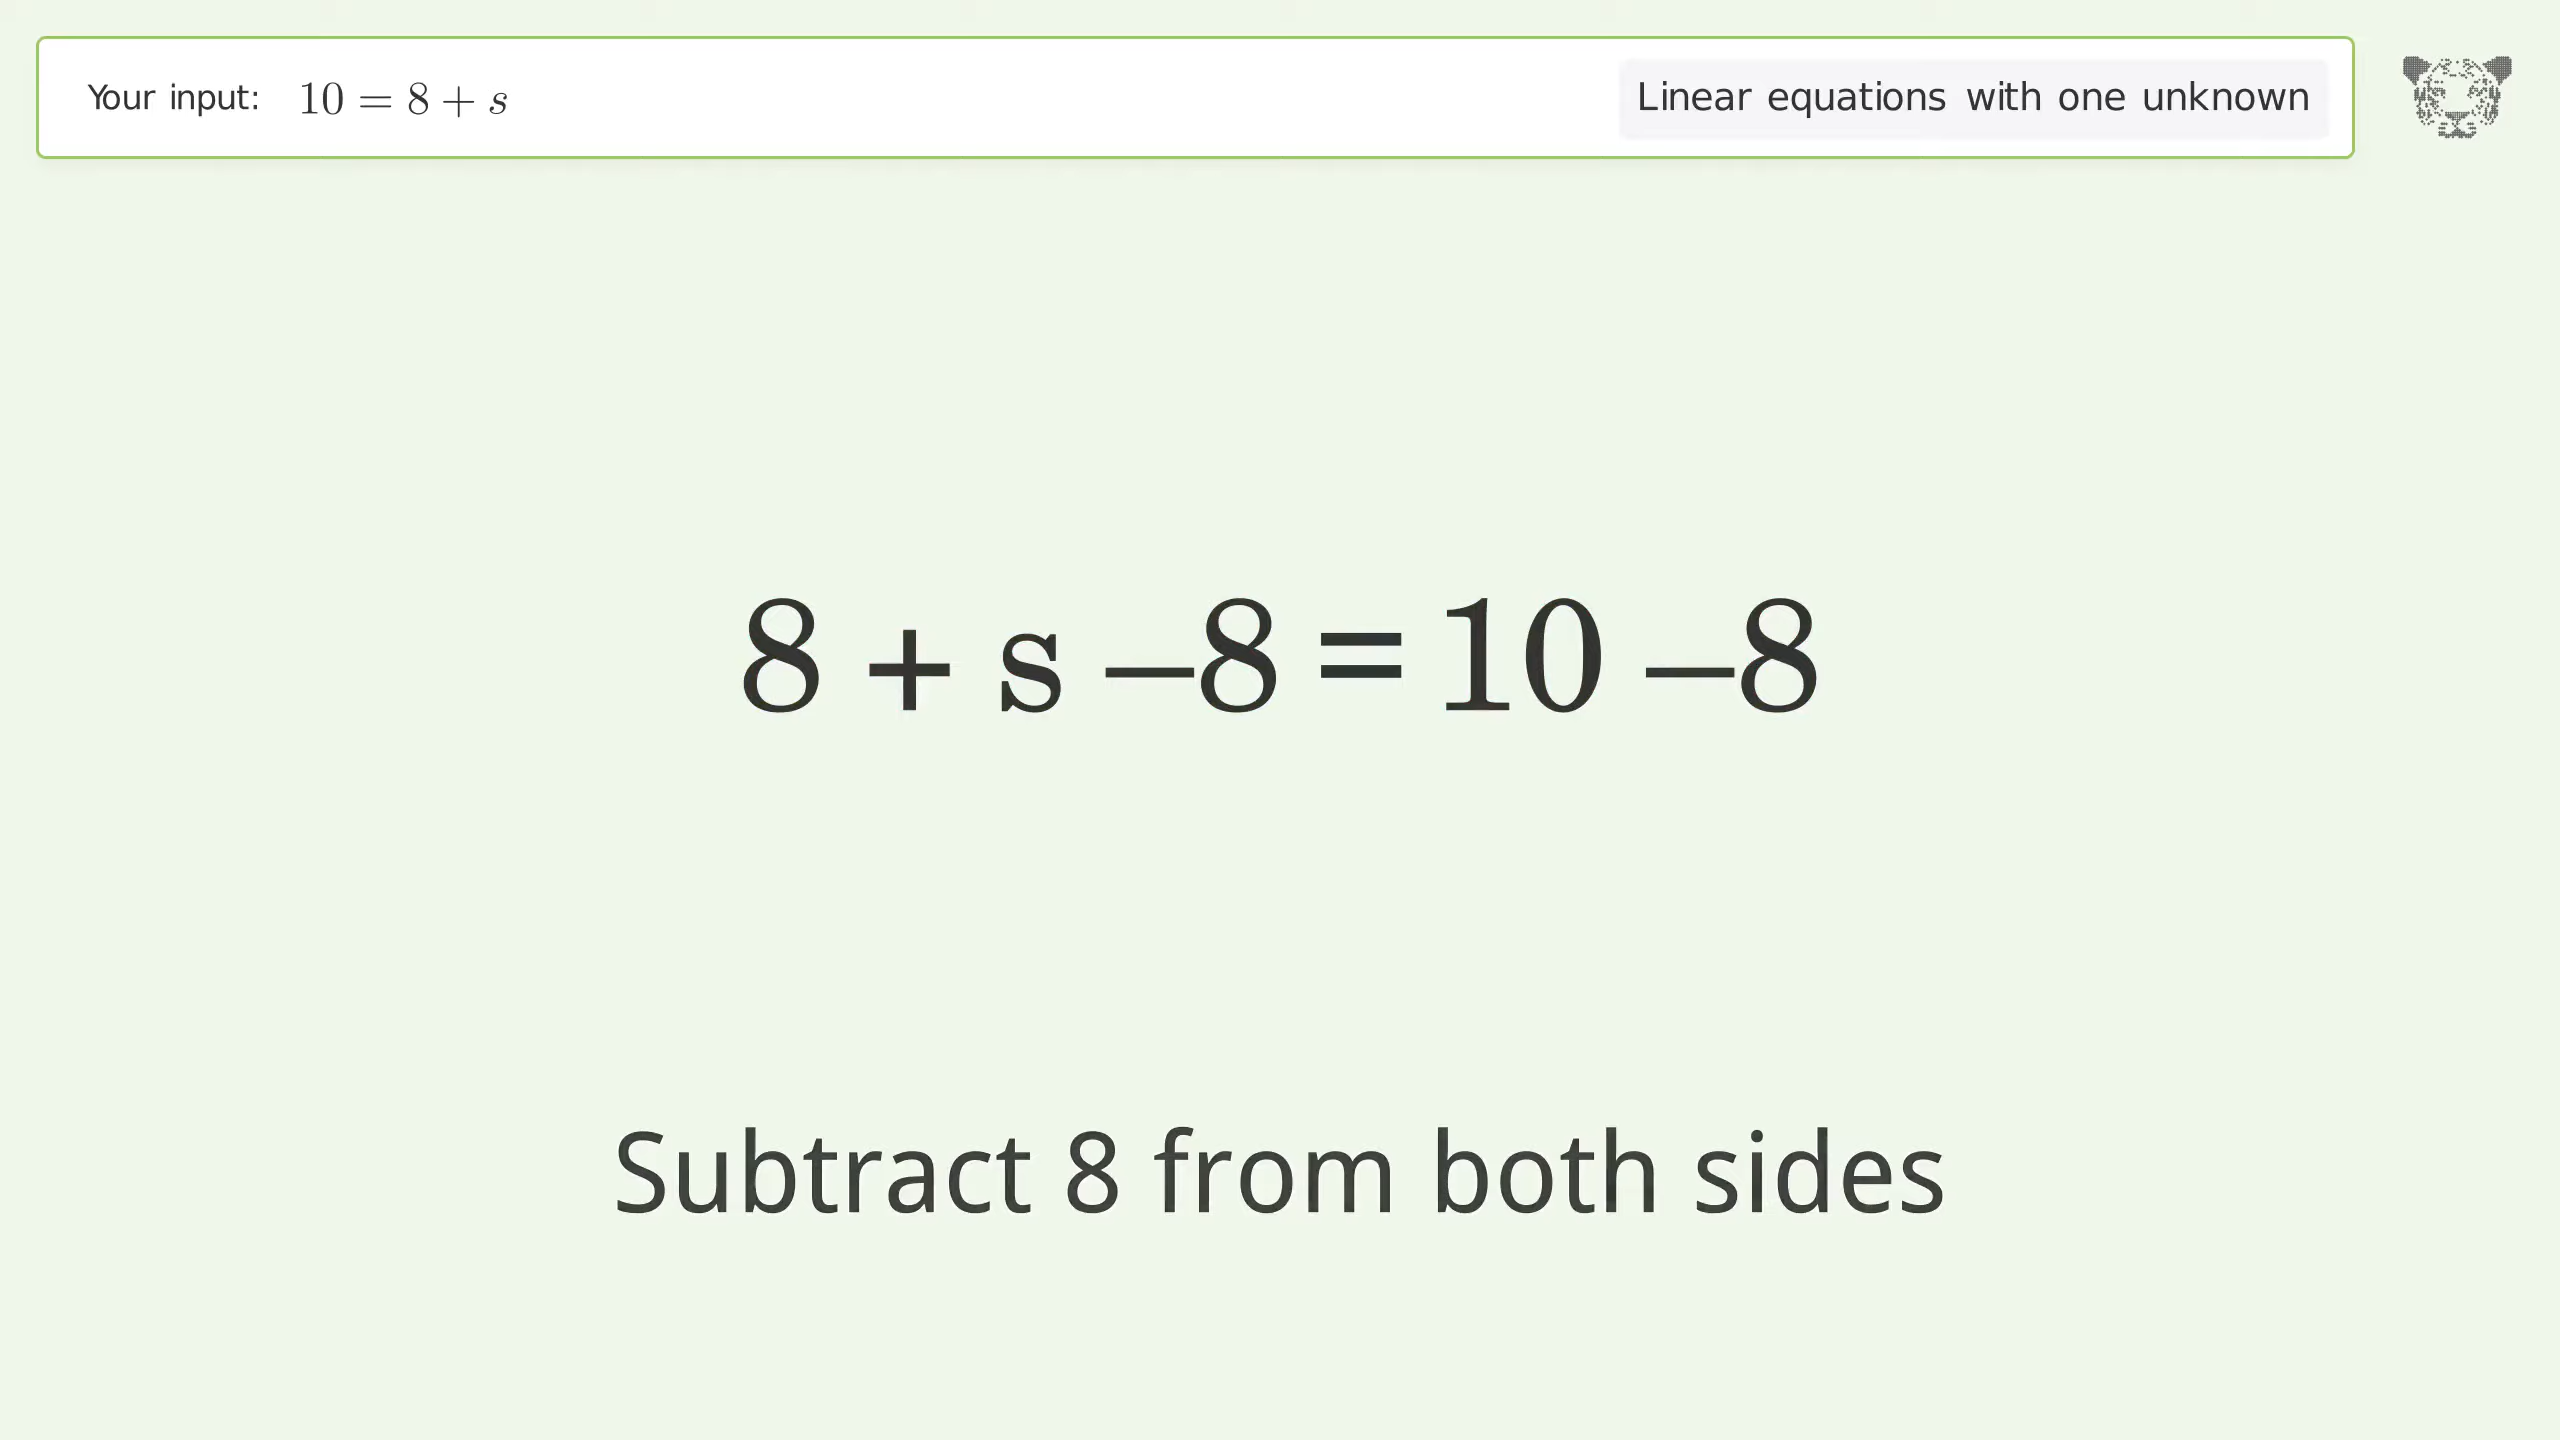 Your input: 10 = 8 + s
Linear equations with one unknown
8 + s –8 = 10 –8
Subtract 8 from both sides